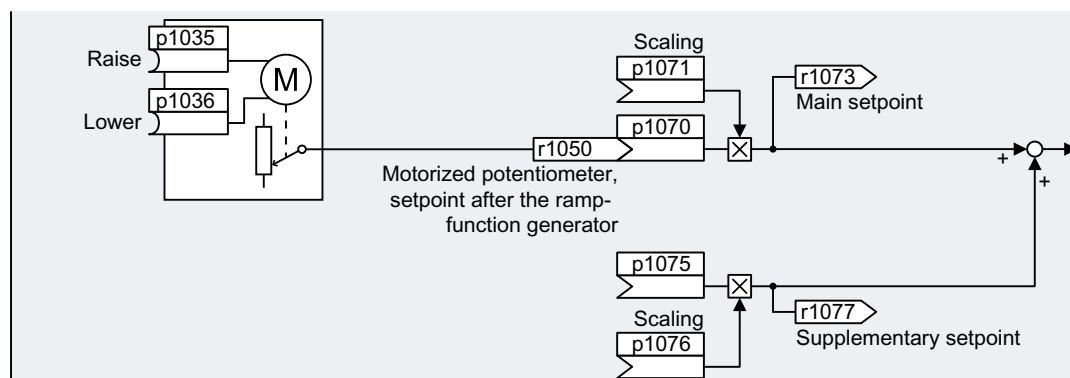 p1035
Raise
p1036
Lower
M
Scaling
p1071
r1073
Main setpoint
p1070
r1050
Motorized potentiometer,
setpoint after the ramp-
function generator
+
+
p1075
Scaling
p1076
r1077
Supplementary setpoint